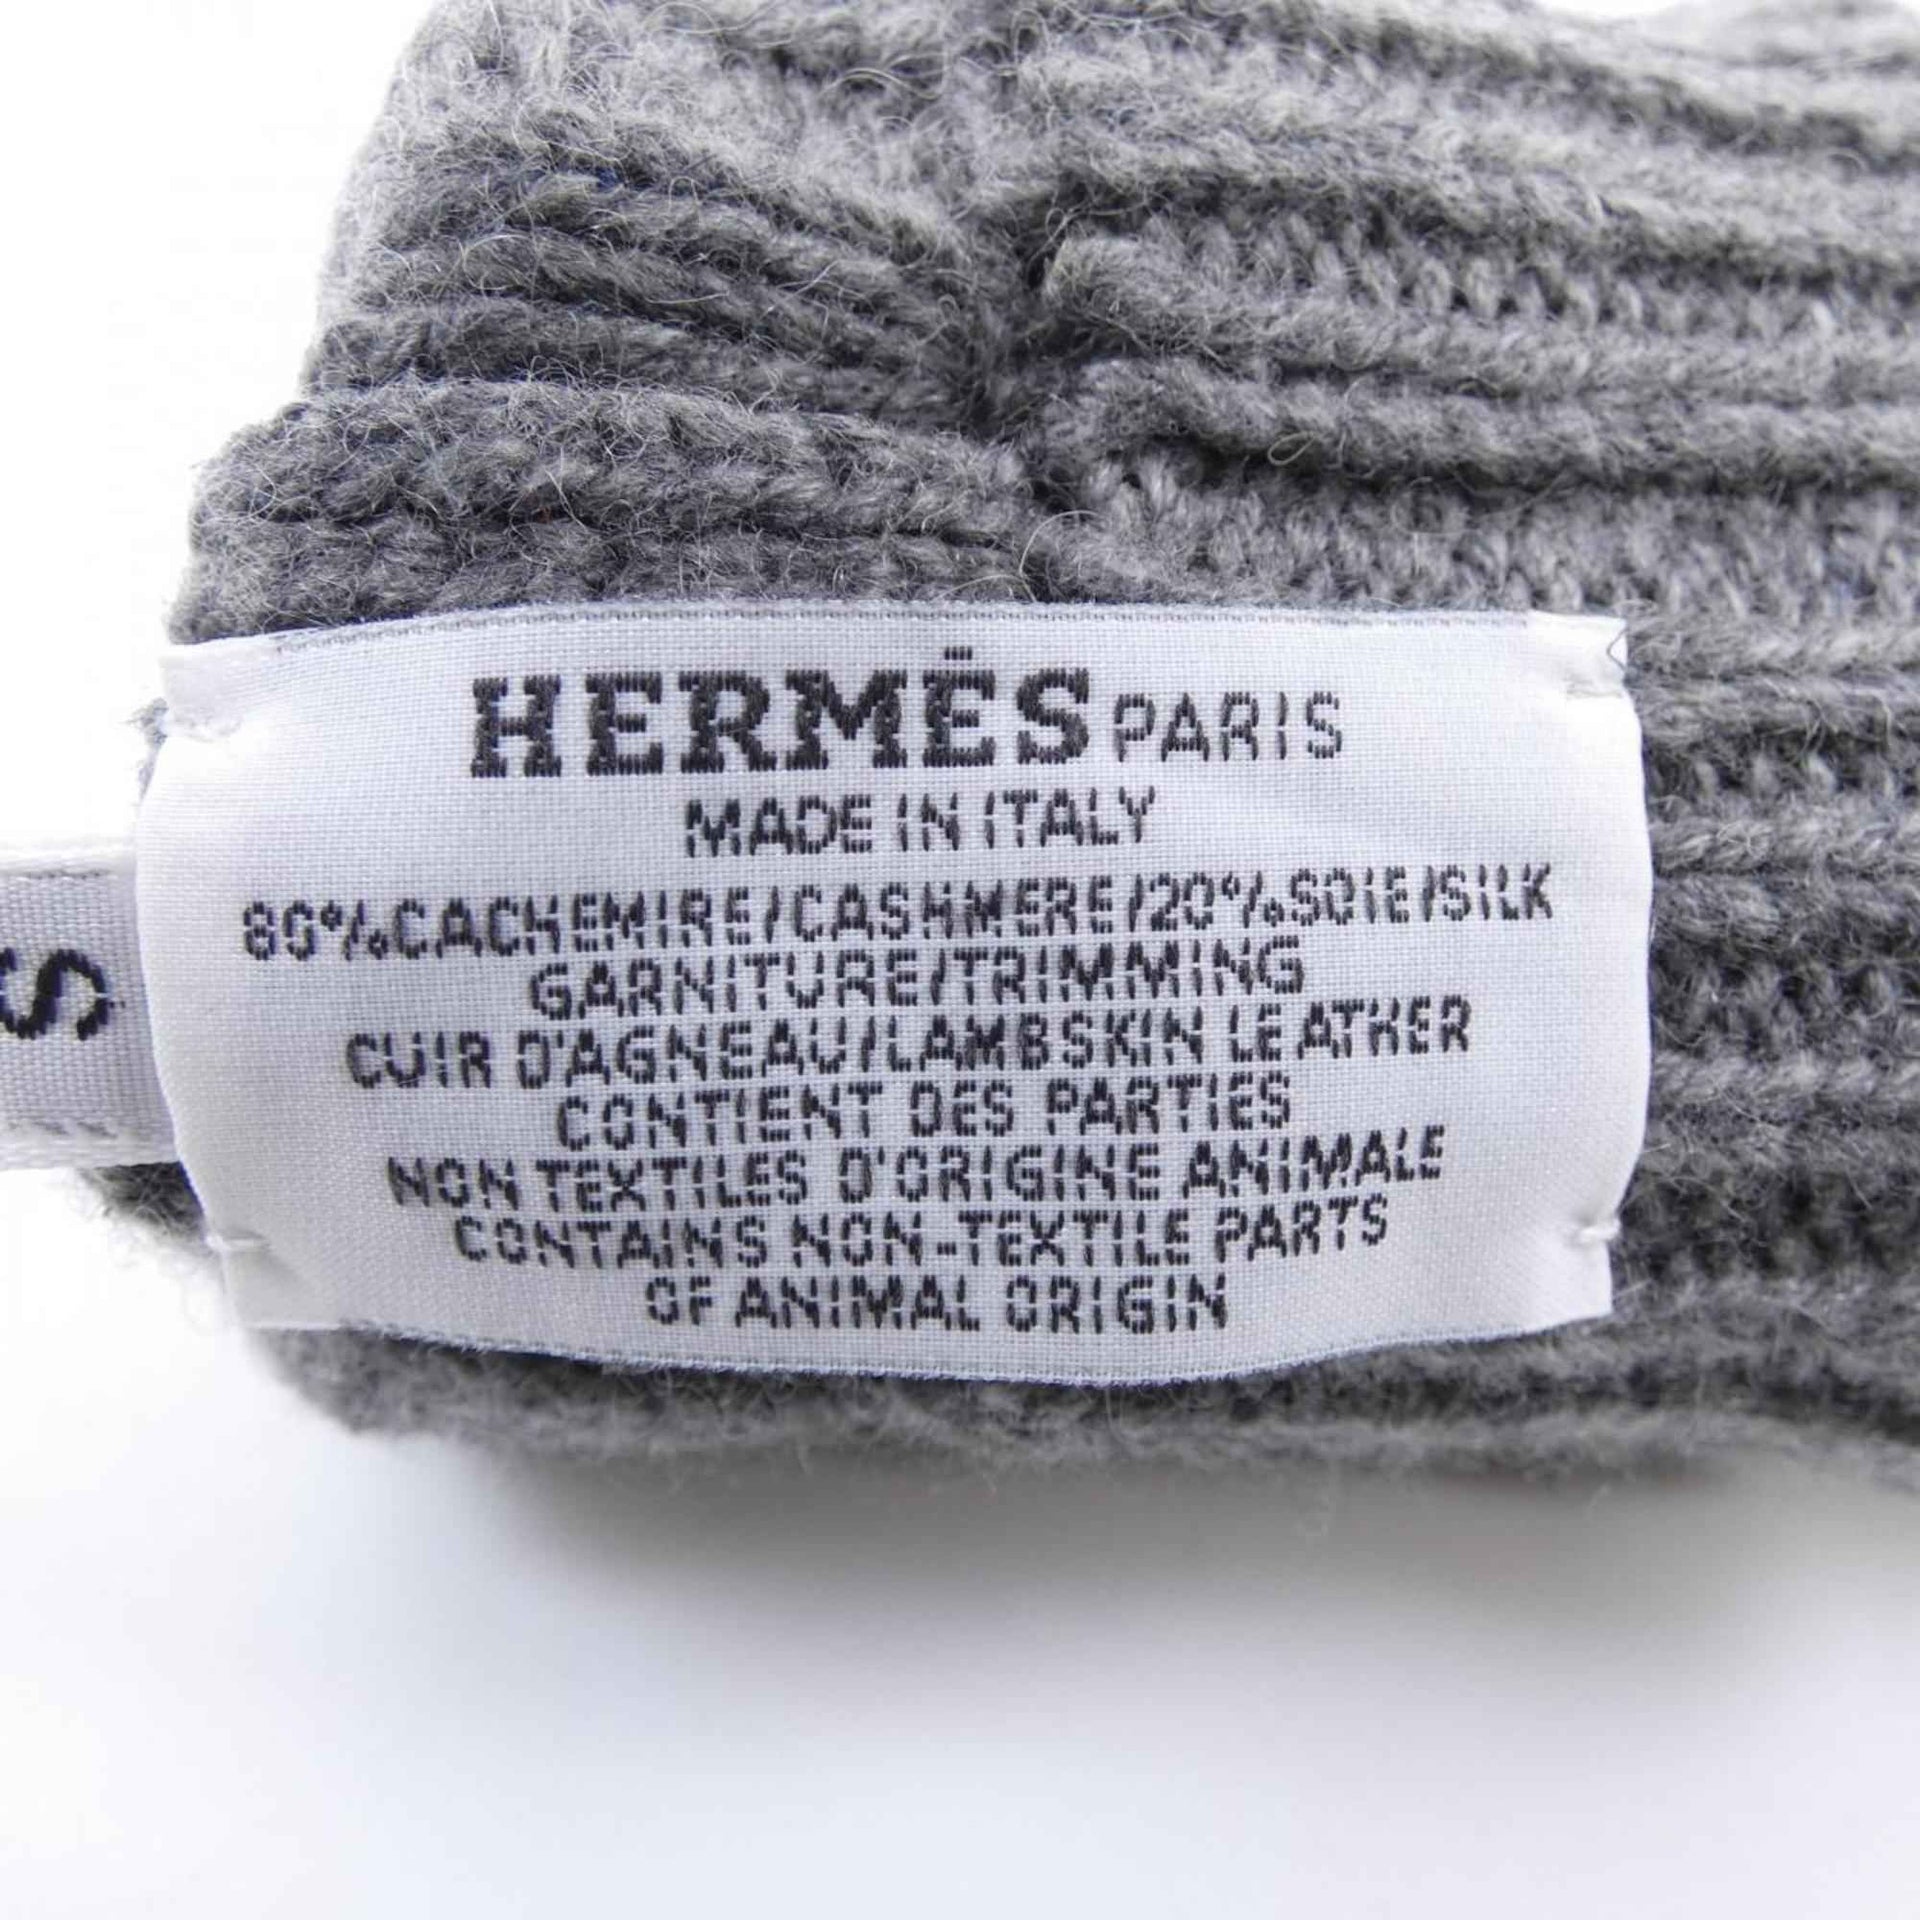 HERMÈS PARIS
MADE IN ITALY
80%CACHEMIRE/CASHMERE/20%SOIE/SILK
GARNITURE/TRIMMING
CUIR D'AGNEAU/LAMBSKIN LEATHER
CONTIENT DES PARTIES
NON TEXTILES D'ORIGINE ANIMALE
CONTAINS NON-TEXTILE PARTS
OF ANIMAL ORIGIN
S